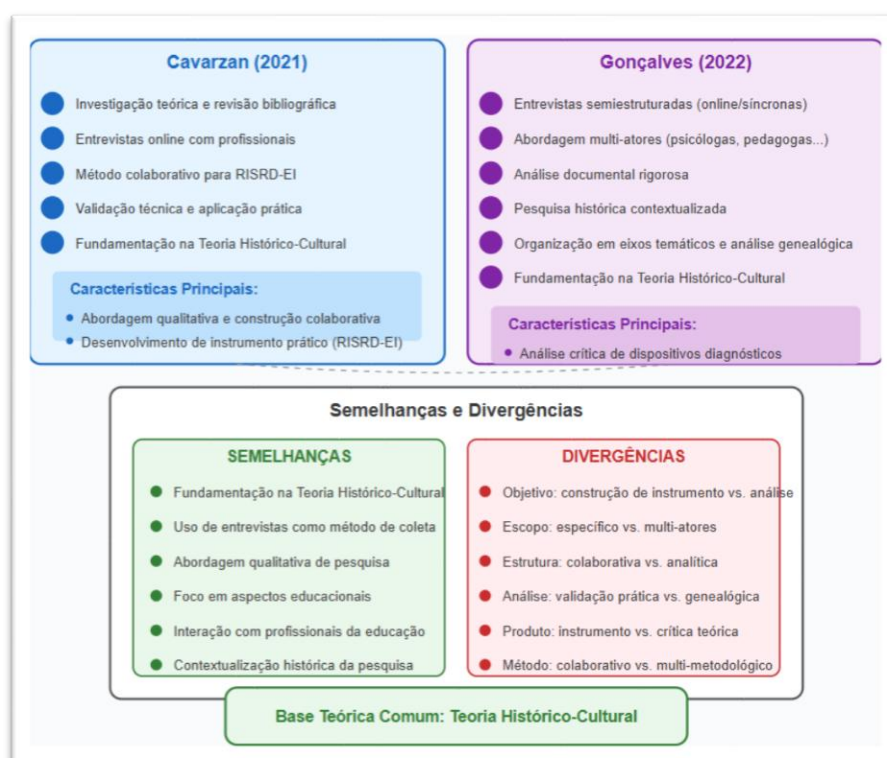 Cavarzan (2021)
Investigação teórica e revisão bibliográfica
Entrevistas online com profissionais
Método colaborativo para RISRD-EI
Validação técnica e aplicação prática
Fundamentação na Teoria Histórico-Cultural
Características Principais:
Abordagem qualitativa e construção colaborativa
Desenvolvimento de instrumento prático (RISRD-EI)
Gonçalves (2022)
Entrevistas semiestruturadas (online/síncronas)
Abordagem multi-atores (psicólogas, pedagogas...)
Análise documental rigorosa
Pesquisa histórica contextualizada
Organização em eixos temáticos e análise genealógica
Fundamentação na Teoria Histórico-Cultural
Características Principais:
Análise crítica de dispositivos diagnósticos
Semelhanças e Divergências
SEMELHANÇAS
Fundamentação na Teoria Histórico-Cultural
Uso de entrevistas como método de coleta
Abordagem qualitativa de pesquisa
Foco em aspectos educacionais
Interação com profissionais da educação
Contextualização histórica da pesquisa
DIVERGÊNCIAS
Objetivo: construção de instrumento vs. análise
Escopo: específico vs. multi-atores
Estrutura: colaborativa vs. analítica
Análise: validação prática vs. genealógica
Produto: instrumento vs. crítica teórica
Método: colaborativo vs. multi-metodológico
Base Teórica Comum: Teoria Histórico-Cultural